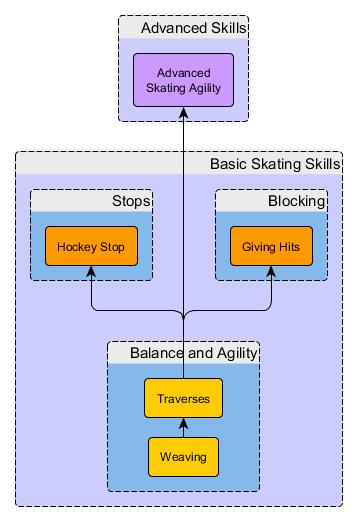 Advanced Skills
Advanced
Skating Agility
Basic Skating Skills
Stops
Blocking
Hockey Stop
Giving Hits
Balance and Agility
Traverses
Weaving